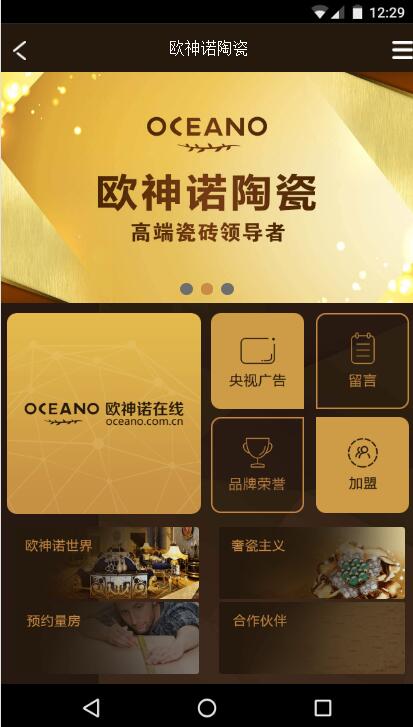 12:29
欧神诺陶瓷
OCEANO
欧神诺陶瓷
高端瓷砖领导者
OCEANO 欧神诺在线
oceano.com.cn
央视广告
留言
品牌荣誉
加盟
欧神诺世界
奢瓷主义
预约量房
合作伙伴